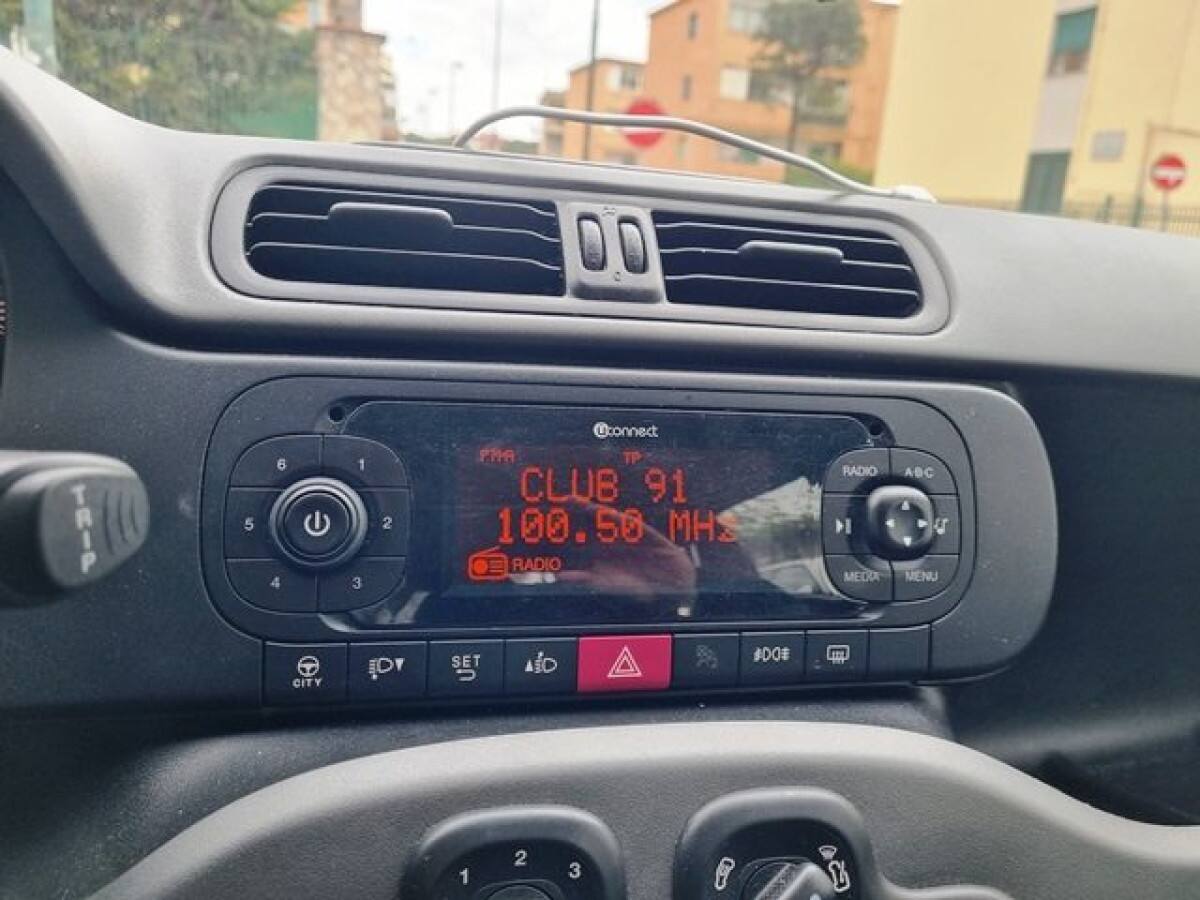 uconnect
FMA TP
CLUB 91
100.50 MHz
RADIO
6 1
5 2
4 3
RADIO A·B·C
MEDIA MENU
TRIP
CITY
SET
1 2 3